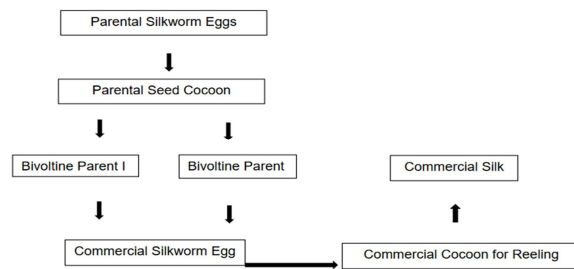 Parental Silkworm Eggs
Parental Seed Cocoon
Bivoltine Parent I
Bivoltine Parent
Commercial Silk
Commercial Silkworm Egg
Commercial Cocoon for Reeling